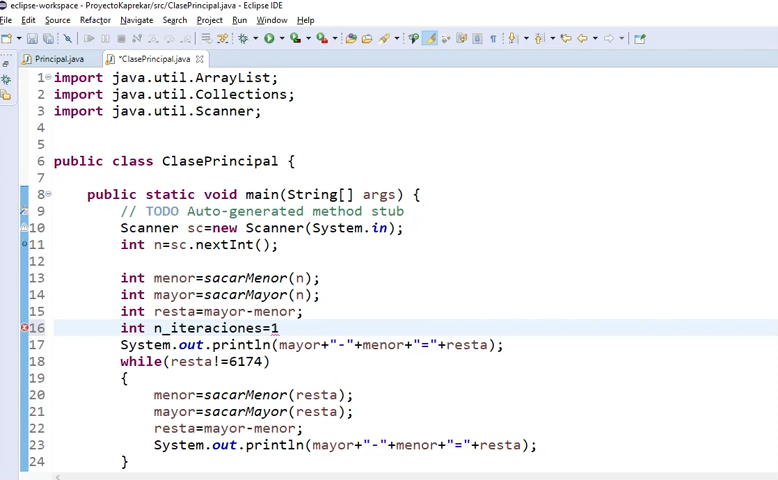 eclipse-workspace - ProyectoKaprekar/src/ClasePrincipal.java - Eclipse IDE
File Edit Source Refactor Navigate Search Project Run Window Help
Principal.java *ClasePrincipal.java
1 import java.util.ArrayList;
2 import java.util.Collections;
3 import java.util.Scanner;
4
5
6 public class ClasePrincipal {
7
8 public static void main(String[] args) {
9 // TODO Auto-generated method stub
10 Scanner sc=new Scanner(System.in);
11 int n=sc.nextInt();
13 int menor=sacarMenor(n);
14 int mayor=sacarMayor(n);
15 int resta=mayor-menor;
16 int n_iteraciones=1
17 System.out.println(mayor+"-"+menor+"="+resta);
18 while(resta!=6174)
19 {
20 menor=sacarMenor(resta);
21 mayor=sacarMayor(resta);
22 resta=mayor-menor;
23 System.out.println(mayor+"-"+menor+"="+resta);
24 }